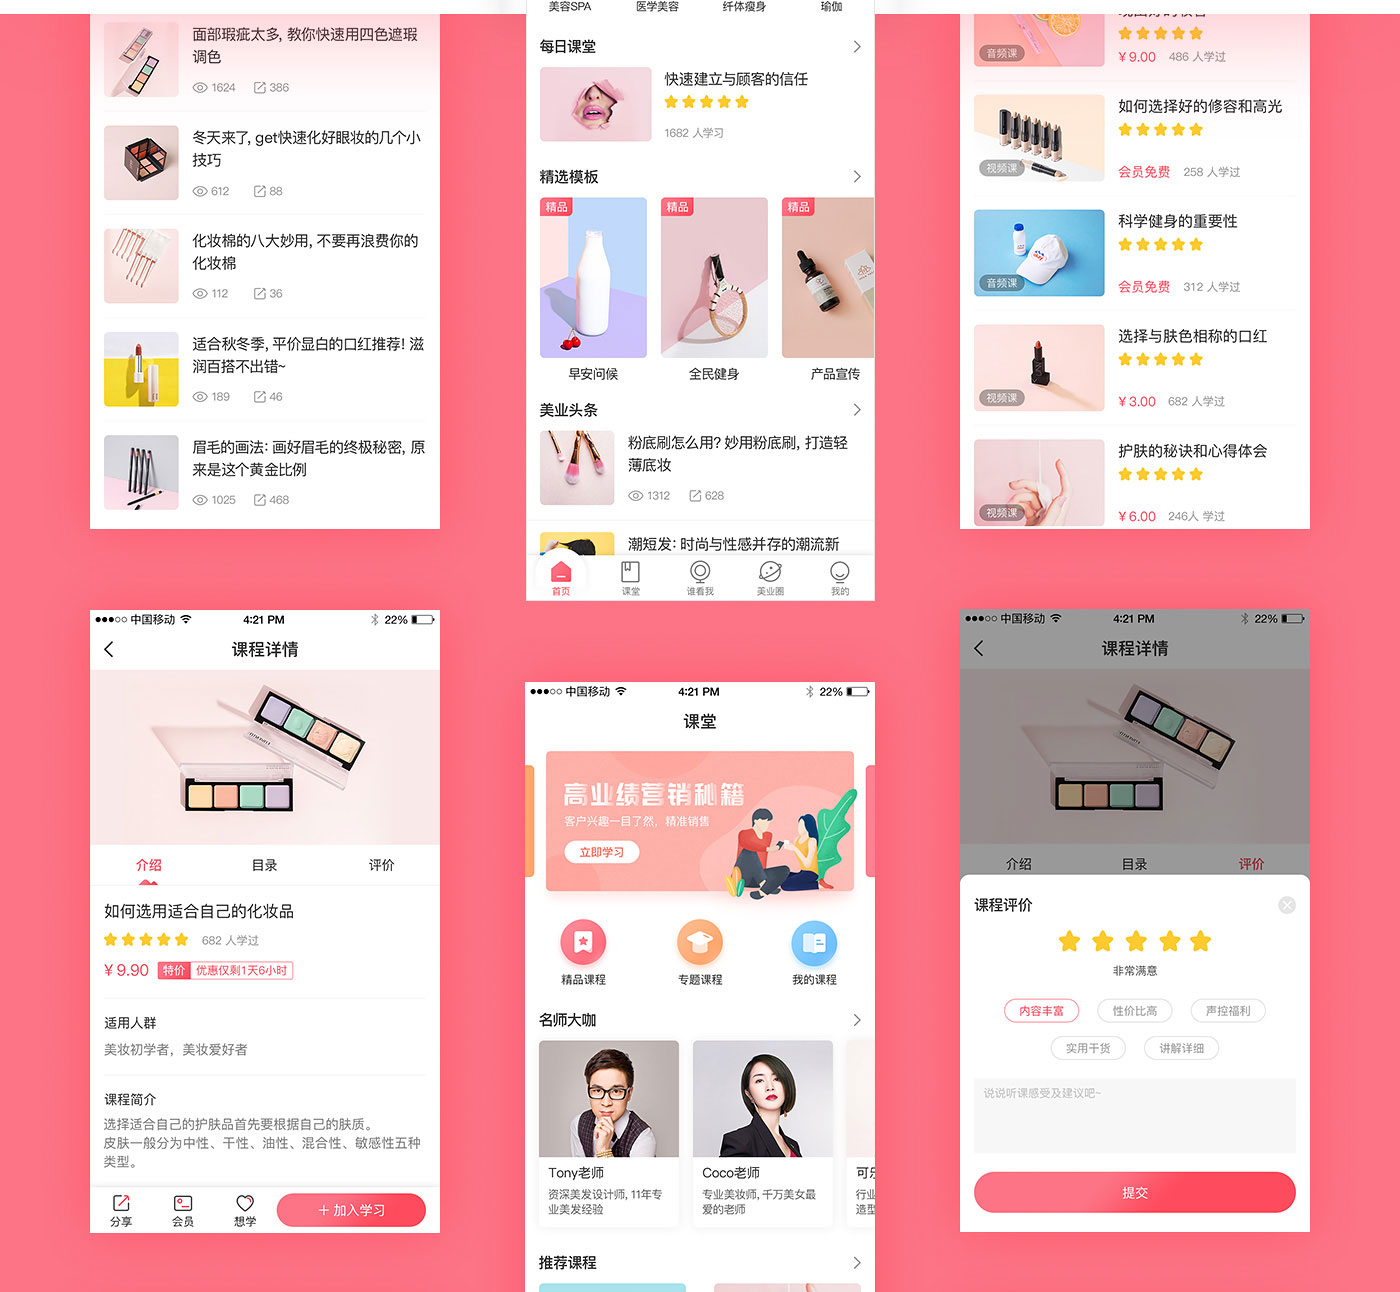 面部瑕疵太多, 教你快速用四色遮瑕
调色
1624 386
冬天来了, get快速化好眼妆的几个小
技巧
612 88
化妆棉的八大妙用, 不要再浪费你的
化妆棉
112 36
适合秋冬季, 平价显白的口红推荐! 滋
润百搭不出错~
189 46
眉毛的画法: 画好眉毛的终极秘密, 原
来是这个黄金比例
1025 468
美容SPA 医学美容 纤体瘦身 瑜伽
每日课堂
快速建立与顾客的信任
1682 人学习
精选模板
精品 精品 精品
早安问候 全民健身 产品宣传
美业头条
粉底刷怎么用? 妙用粉底刷, 打造轻
薄底妆
1312 628
潮短发: 时尚与性感并存的潮流新
首页 课堂 谁看我 美业圈 我的
音频课
¥9.00 486 人学过
如何选择好的修容和高光
视频课
会员免费 258 人学过
科学健身的重要性
音频课
会员免费 312 人学过
选择与肤色相称的口红
视频课
¥3.00 682 人学过
护肤的秘诀和心得体会
视频课
¥6.00 246人 学过
中国移动 4:21 PM 22%
课程详情
介绍 目录 评价
如何选用适合自己的化妆品
682 人学过
¥9.90 特价 优惠仅剩1天6小时
适用人群
美妆初学者，美妆爱好者
课程简介
选择适合自己的护肤品首先要根据自己的肤质。
皮肤一般分为中性、干性、油性、混合性、敏感性五种
类型。
分享 会员 想学 + 加入学习
中国移动 4:21 PM 22%
课堂
高业绩营销秘籍
客户兴趣一目了然，精准销售
立即学习
精品课程 专题课程 我的课程
名师大咖
Tony老师
资深美发设计师, 11年专
业美发经验
Coco老师
专业美妆师, 千万美女最
爱的老师
可乐
行业
造型
推荐课程
中国移动 4:21 PM 22%
课程详情
介绍 目录 评价
课程评价
非常满意
内容丰富 性价比高 声控福利
实用干货 讲解详细
说说听课感受及建议吧~
提交